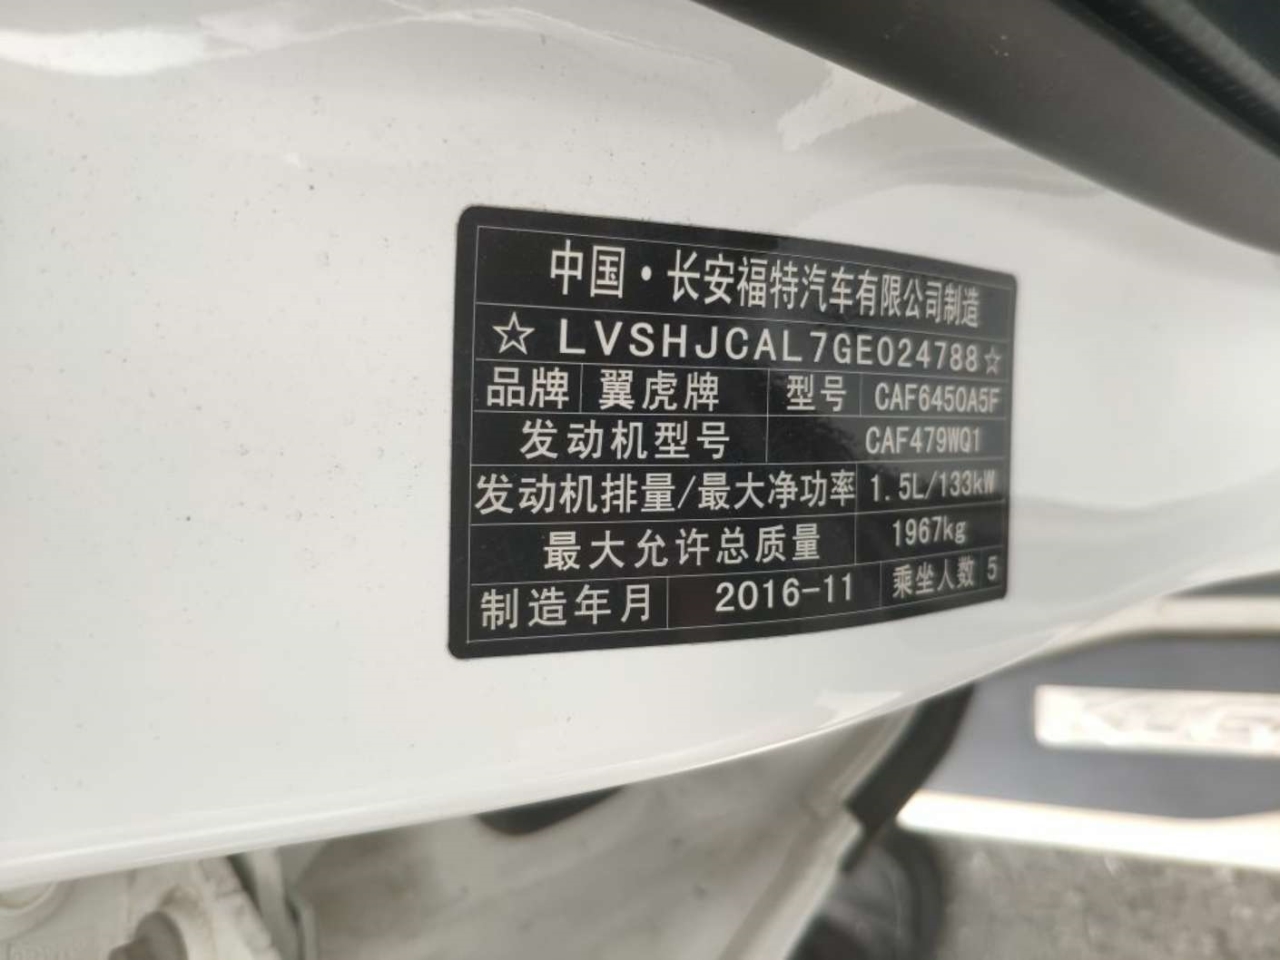 中国·长安福特汽车有限公司制造
☆LVSHJCAL7GE024788☆
品牌 翼虎牌 型号 CAF6450A5F
发动机型号 CAF479WQ1
发动机排量/最大净功率 1.5L/133kW
最大允许总质量 1967kg
制造年月 2016-11 乘坐人数 5